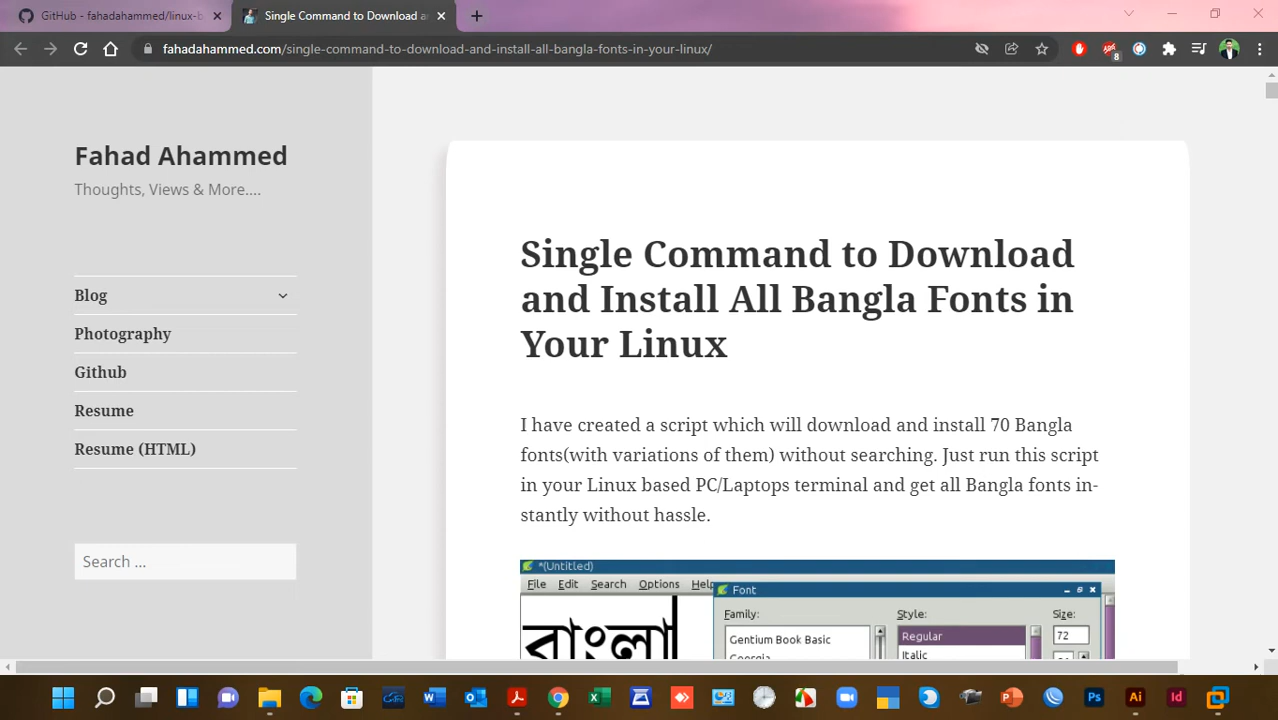 GitHub - fahadahammed/linux-b
Single Command to Download a
fahadahammed.com/single-command-to-download-and-install-all-bangla-fonts-in-your-linux/
8
Fahad Ahammed
Thoughts, Views & More....
Blog
Photography
Github
Resume
Resume (HTML)
Search ...
Single Command to Download
and Install All Bangla Fonts in
Your Linux
I have created a script which will download and install 70 Bangla
fonts(with variations of them) without searching. Just run this script
in your Linux based PC/Laptops terminal and get all Bangla fonts in-
stantly without hassle.
*(Untitled)
File Edit Search Options Help
Font
Family: Style: Size:
Gentium Book Basic Regular 72
Georgia Italic
বাংলা